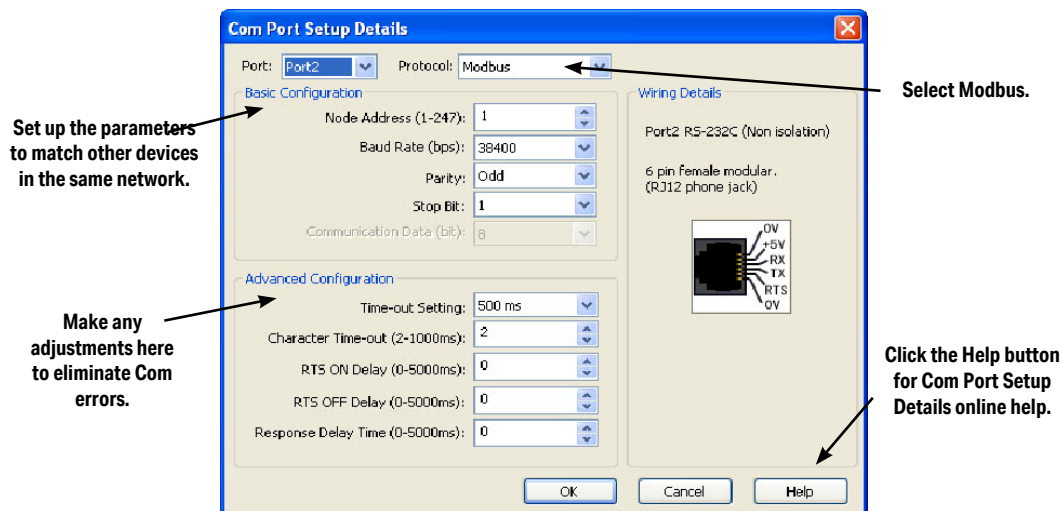 Com Port Setup Details
Port: Port2 Protocol: Modbus
Select Modbus.
Basic Configuration
Set up the parameters
to match other devices
in the same network.
Node Address (1-247): 1
Baud Rate (bps): 38400
Parity: Odd
Stop Bit: 1
Communication Data (bit): 8
Wiring Details
Port2 RS-232C (Non isolation)
6 pin female modular.
(RJ12 phone jack)
0V
+5V
RX
TX
RTS
0V
Advanced Configuration
Make any
adjustments here
to eliminate Com
errors.
Time-out Setting: 500 ms
Character Time-out (2-1000ms): 2
RTS ON Delay (0-5000ms): 0
RTS OFF Delay (0-5000ms): 0
Response Delay Time (0-5000ms): 0
Click the Help button
for Com Port Setup
Details online help.
OK Cancel Help